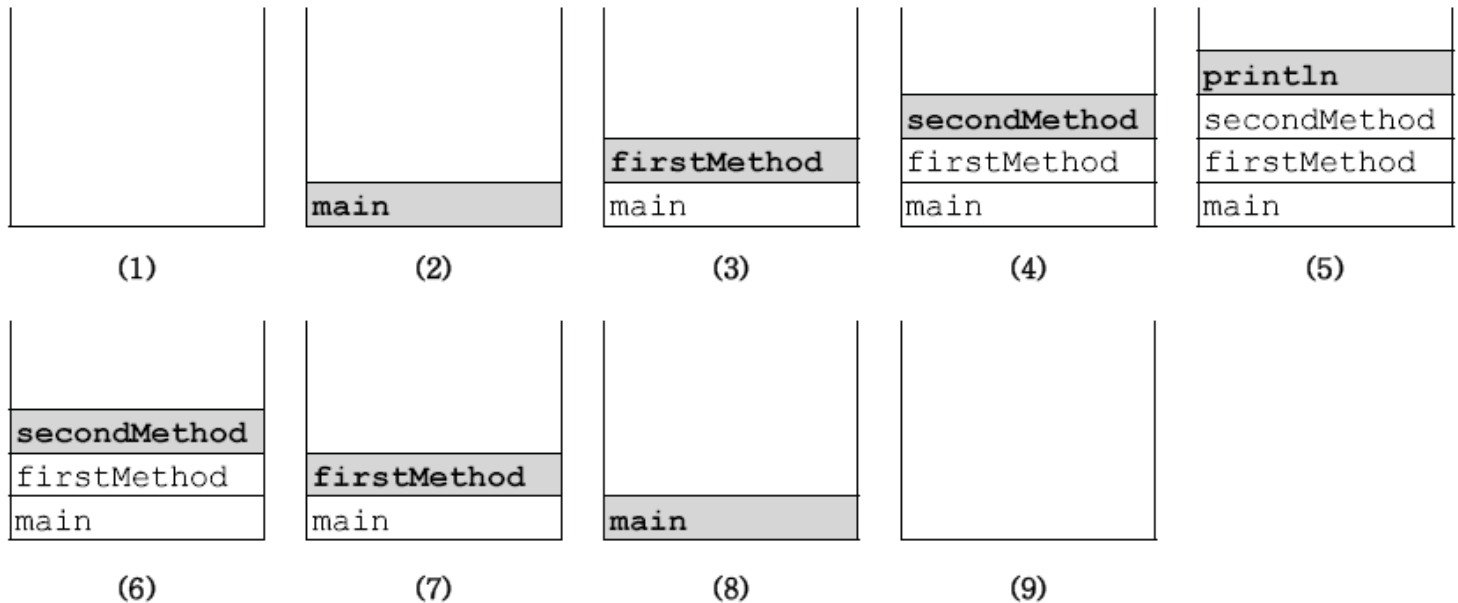 println
secondMethod secondMethod
firstMethod firstMethod firstMethod
main main main main
(1) (2) (3) (4) (5)
secondMethod
firstMethod firstMethod
main main main
(6) (7) (8) (9)